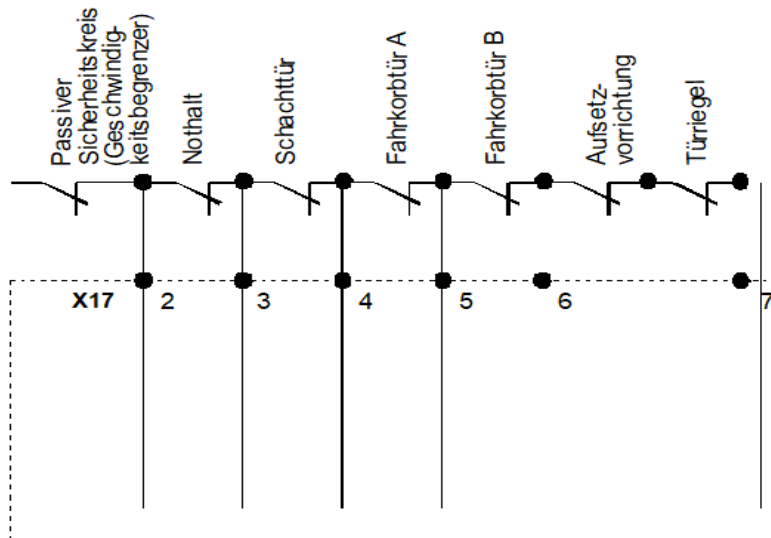 Passiver
Sicherheitskreis
(Geschwindig-
keitsbegrenzer)
Nothalt
Schachttür
Fahrkorbtür A
Fahrkorbtür B
Aufsetz-
vorrichtung
Türriegel
X17 2 3 4 5 6 7